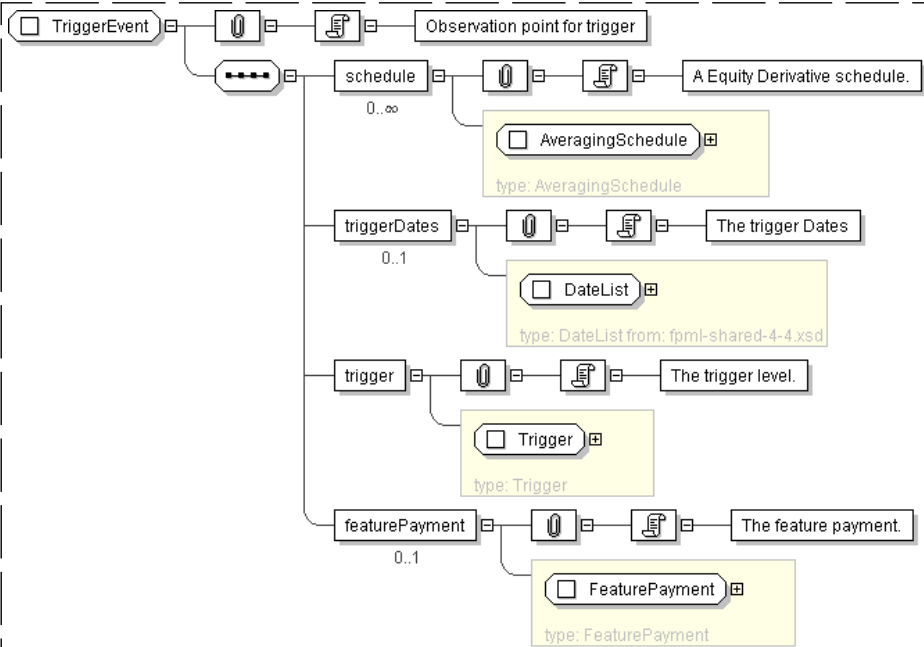 TriggerEvent
Observation point for trigger
schedule
A Equity Derivative schedule.
0..∞
AveragingSchedule
type: AveragingSchedule
triggerDates
The trigger Dates
0..1
DateList
type: DateList from: fpml-shared-4-4.xsd
trigger
The trigger level.
Trigger
type: Trigger
featurePayment
The feature payment.
0..1
FeaturePayment
type: FeaturePayment